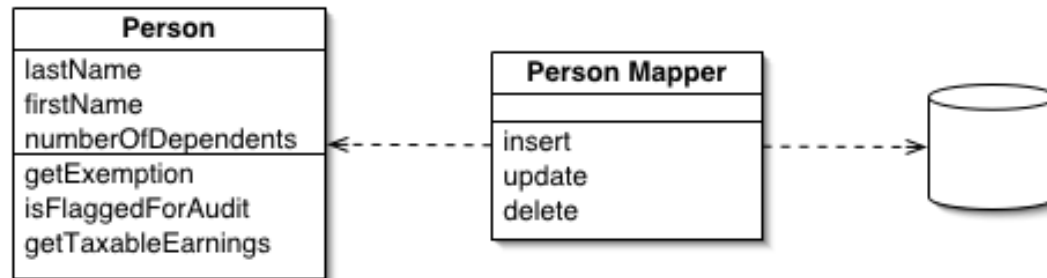 Person
lastName
firstName
numberOfDependents
getExemption
isFlaggedForAudit
getTaxableEarnings
Person Mapper
insert
update
delete